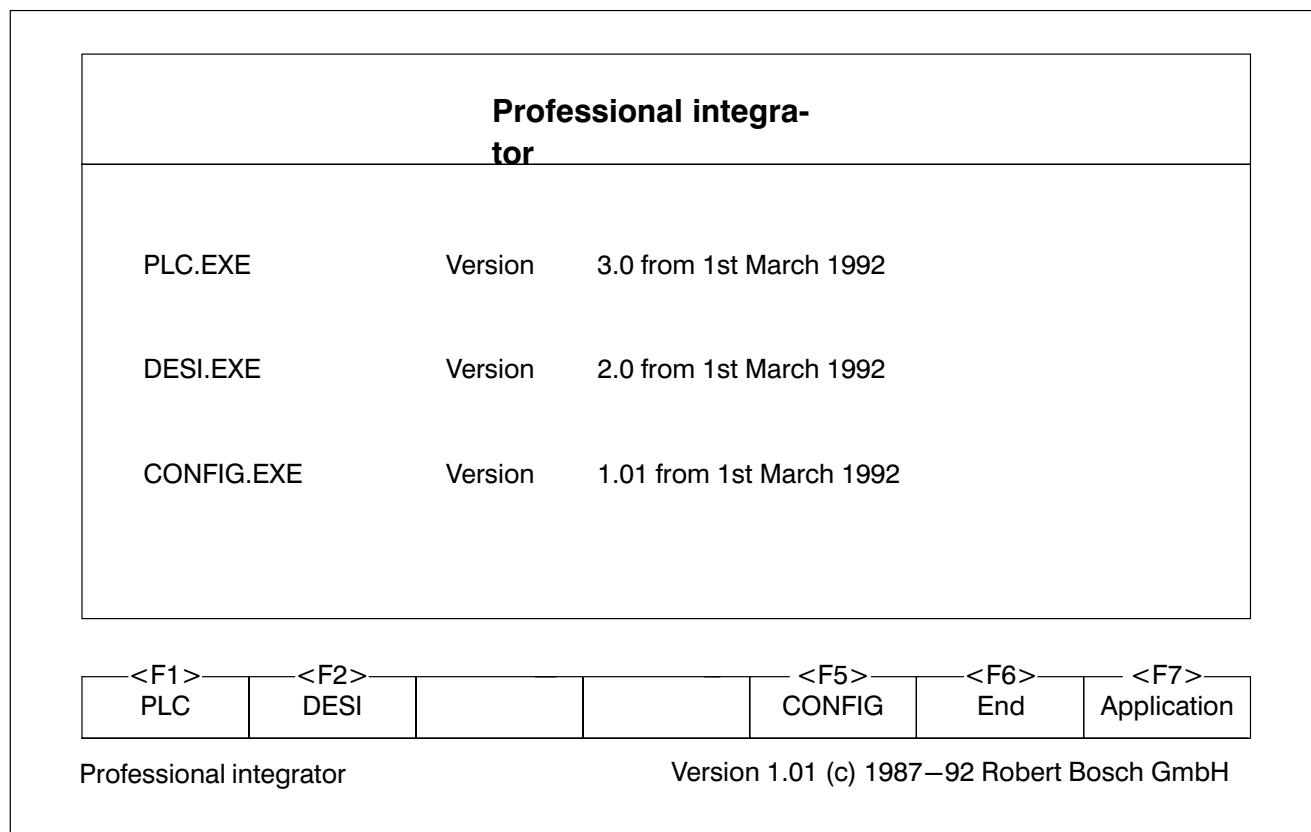 Professional integra-
tor
PLC.EXE Version 3.0 from 1st March 1992
DESI.EXE Version 2.0 from 1st March 1992
CONFIG.EXE Version 1.01 from 1st March 1992
<F1> <F2> <F5> <F6> <F7>
PLC DESI CONFIG End Application
Professional integrator Version 1.01 (c) 1987−92 Robert Bosch GmbH